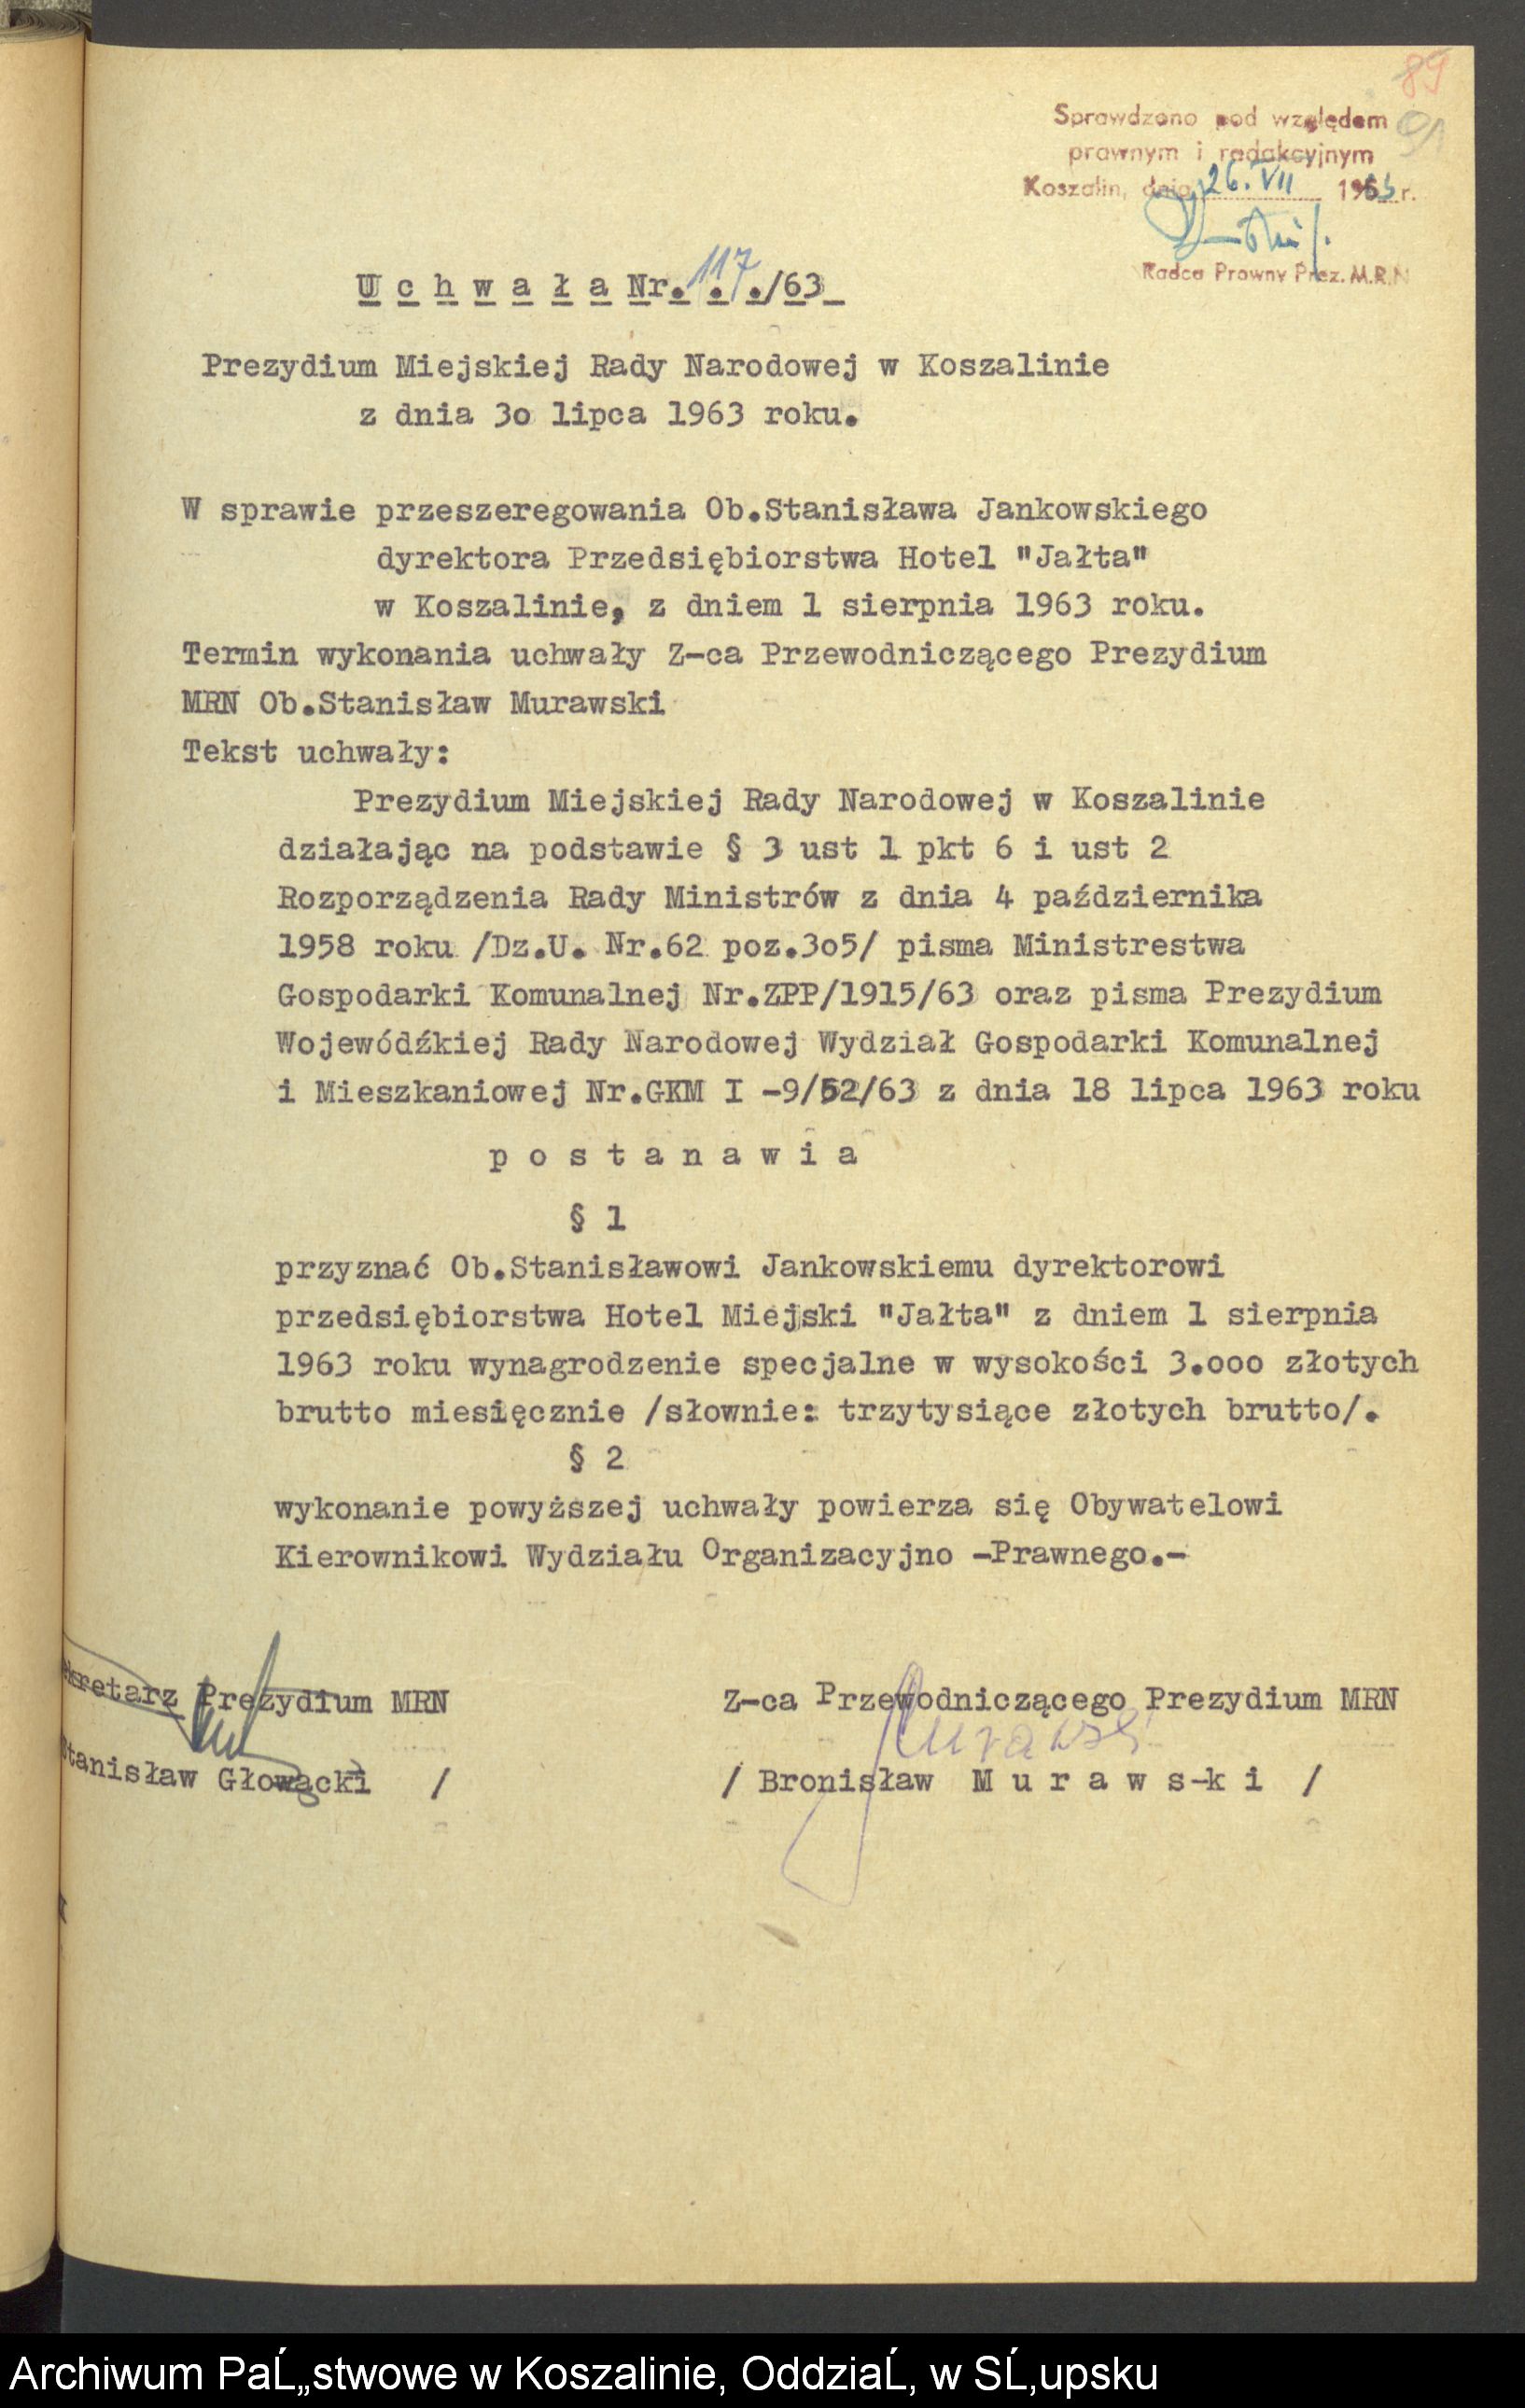 89
91
Sprawdzono pod względem
prawnym i redakcyjnym
Koszalin, dnia 26. VII 1963 r.
Radca Prawny Prez. M.R.N
U c h w a ł a Nr. 117 ./63
Prezydium Miejskiej Rady Narodowej w Koszalinie
z dnia 3o lipca 1963 roku.
W sprawie przeszeregowania Ob.Stanisława Jankowskiego
dyrektora Przedsiębiorstwa Hotel "Jałta"
w Koszalinie, z dniem 1 sierpnia 1963 roku.
Termin wykonania uchwały Z-ca Przewodniczącego Prezydium
MRN Ob.Stanisław Murawski
Tekst uchwały:
Prezydium Miejskiej Rady Narodowej w Koszalinie
działając na podstawie § 3 ust 1 pkt 6 i ust 2
Rozporządzenia Rady Ministrów z dnia 4 października
1958 roku /Dz.U. Nr.62 poz.3o5/ pisma Ministrestwa
Gospodarki Komunalnej Nr.ZPP/1915/63 oraz pisma Prezydium
Wojewódźkiej Rady Narodowej Wydział Gospodarki Komunalnej
i Mieszkaniowej Nr.GKM I -9/52/63 z dnia 18 lipca 1963 roku
p o s t a n a w i a
§ 1
przyznać Ob.Stanisławowi Jankowskiemu dyrektorowi
przedsiębiorstwa Hotel Miejski "Jałta" z dniem 1 sierpnia
1963 roku wynagrodzenie specjalne w wysokości 3.ooo złotych
brutto miesięcznie /słownie: trzytysiące złotych brutto/.
§ 2
wykonanie powyższej uchwały powierza się Obywatelowi
Kierownikowi Wydziału Organizacyjno -Prawnego.-
ekretarz Prezydium MRN
Z-ca Przewodniczącego Prezydium MRN
Murawski
Stanisław Głowacki /
/ Bronisław M u r a w s-k i /
Archiwum PaĹ„stwowe w Koszalinie, OddziaĹ‚ w SĹ‚upsku